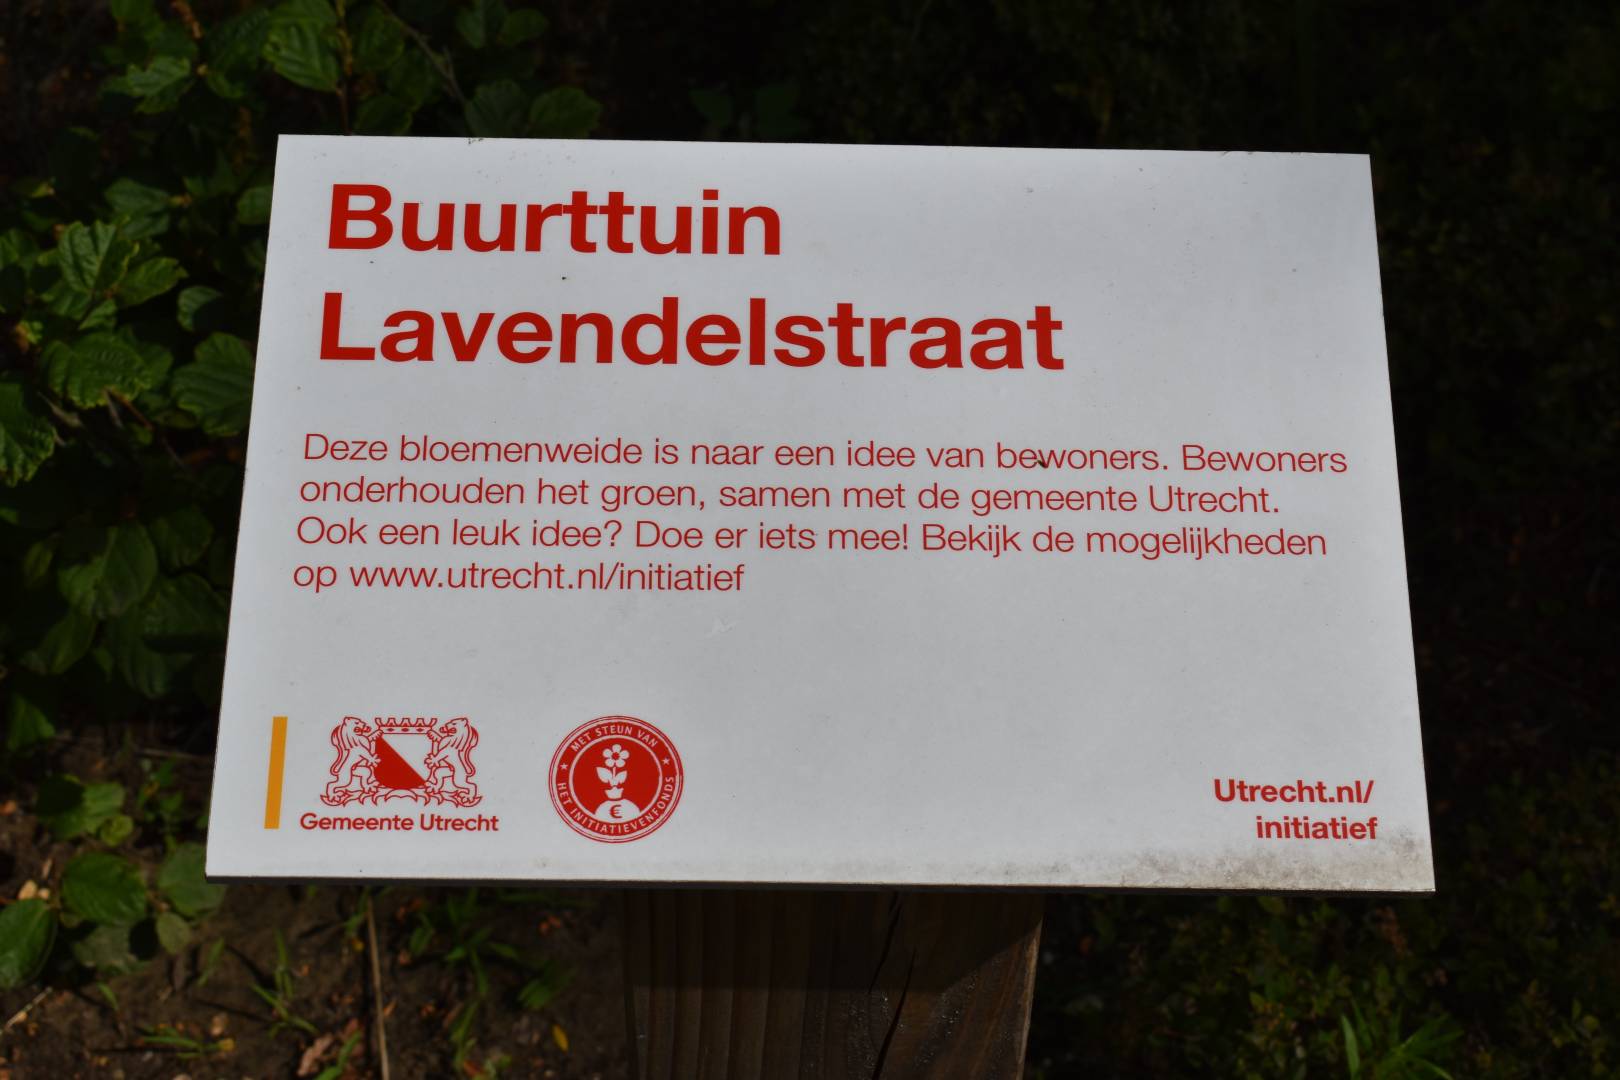 Buurttuin
Lavendelstraat
Deze bloemenweide is naar een idee van bewoners. Bewoners
onderhouden het groen, samen met de gemeente Utrecht.
Ook een leuk idee? Doe er iets mee! Bekijk de mogelijkheden
op www.utrecht.nl/initiatief
Gemeente Utrecht
MET STEUN VAN
HET INITIATIEVENFONDS
€
Utrecht.nl/
initiatief